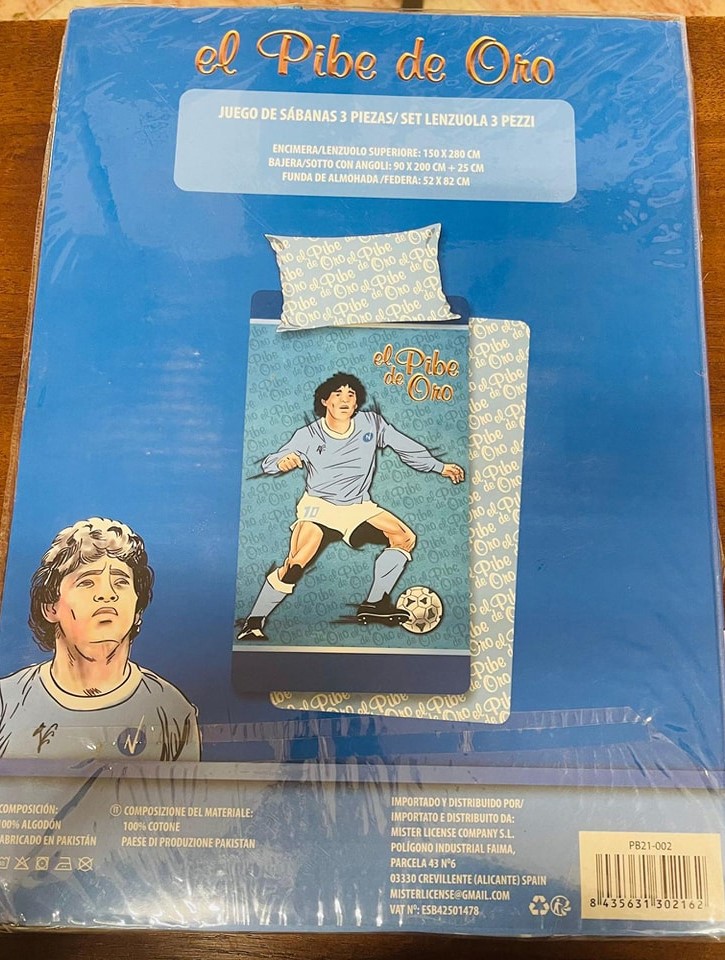 el Pibe de Oro
JUEGO DE SÁBANAS 3 PIEZAS/ SET LENZUOLA 3 PEZZI
ENCIMERA/LENZUOLO SUPERIORE: 150 X 280 CM
BAJERA/SOTTO CON ANGOLI: 90 X 200 CM + 25 CM
FUNDA DE ALMOHADA /FEDERA: 52 X 82 CM
el Pibe
de Oro
N
10
N
COMPOSICIÓN:
100% ALGODÓN
FABRICADO EN PAKISTÁN
IT COMPOSIZIONE DEL MATERIALE:
100% COTONE
PAESE DI PRODUZIONE PAKISTAN
IMPORTADO Y DISTRIBUIDO POR/
IMPORTATO E DISTRIBUITO DA:
MISTER LICENSE COMPANY S.L.
POLÍGONO INDUSTRIAL FAIMA,
PARCELA 43 Nº6
03330 CREVILLENTE (ALICANTE) SPAIN
MISTERLICENSE@GMAIL.COM
VAT Nº: ESB42501478
PB21-002
8 435631 302162